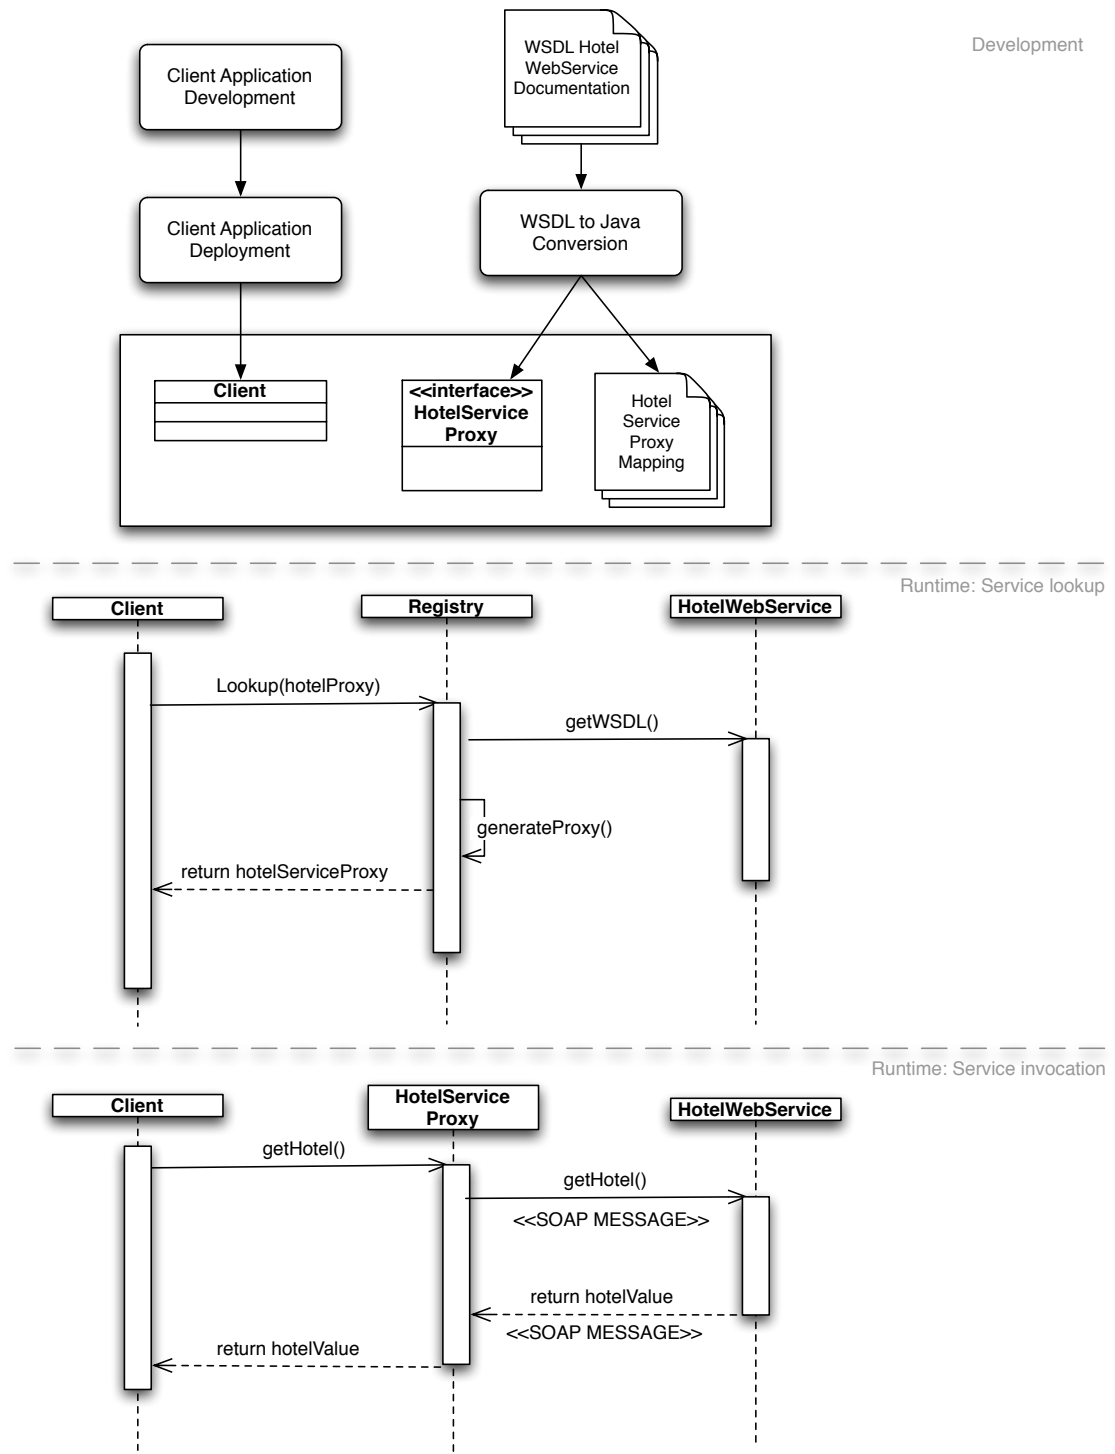 Development
Client Application
Development
WSDL Hotel
WebService
Documentation
Client Application
Deployment
WSDL to Java
Conversion
Client
<<interface>>
HotelService
Proxy
Hotel
Service
Proxy
Mapping
Runtime: Service lookup
Client
Registry
HotelWebService
Lookup(hotelProxy)
getWSDL()
generateProxy()
return hotelServiceProxy
Runtime: Service invocation
Client
HotelService
Proxy
HotelWebService
getHotel()
getHotel()
<<SOAP MESSAGE>>
return hotelValue
<<SOAP MESSAGE>>
return hotelValue